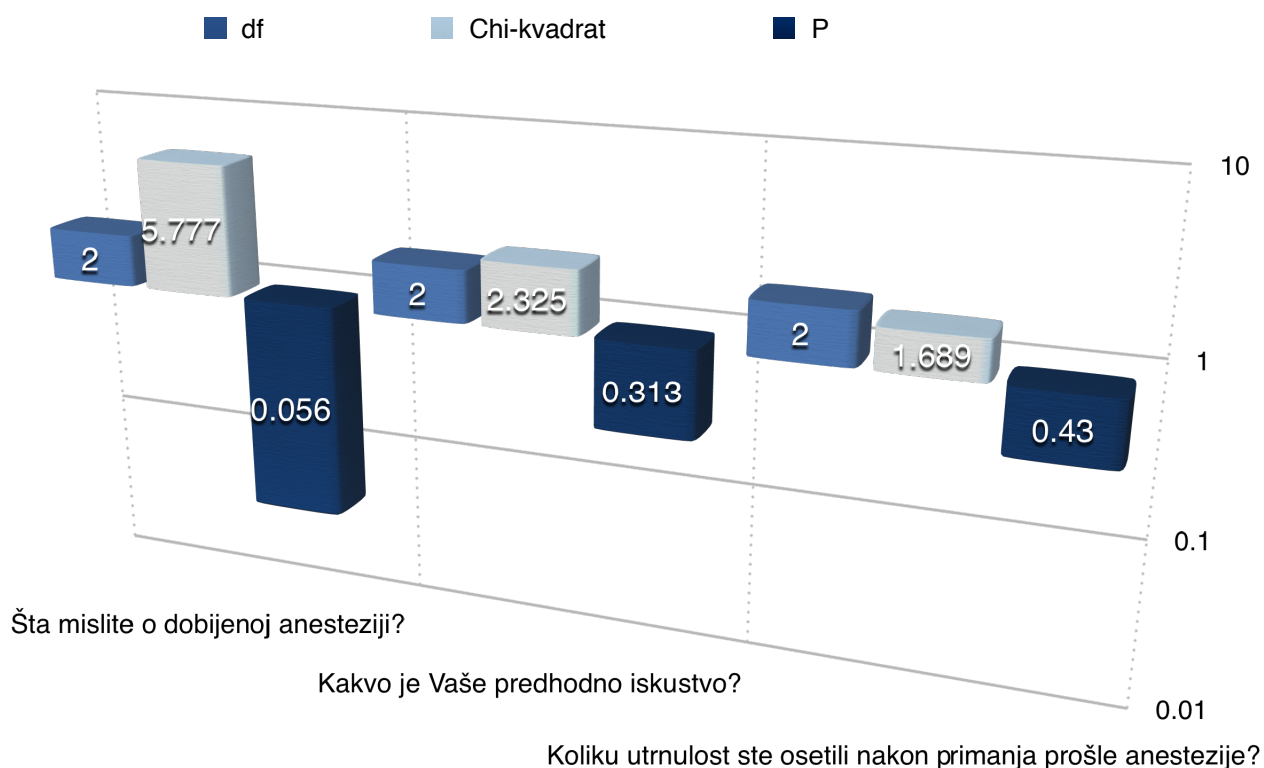 df
Chi-kvadrat
P
10
5.777
2
2
2.325
2
1.689
1
0.056
0.313
0.43
0.1
0.01
Šta mislite o dobijenoj anesteziji?
Kakvo je Vaše predhodno iskustvo?
Koliku utrnulost ste osetili nakon primanja prošle anestezije?